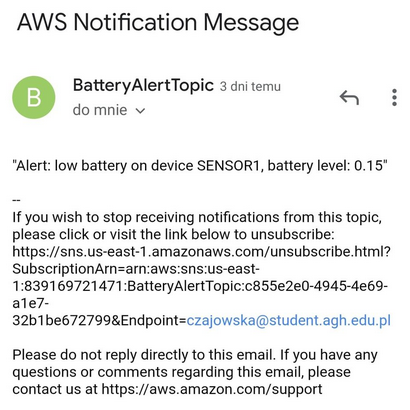 AWS Notification Message
B
BatteryAlertTopic 3 dni temu
do mnie
"Alert: low battery on device SENSOR1, battery level: 0.15"
--
If you wish to stop receiving notifications from this topic,
please click or visit the link below to unsubscribe:
https://sns.us-east-1.amazonaws.com/unsubscribe.html?
SubscriptionArn=arn:aws:sns:us-east-
1:839169721471:BatteryAlertTopic:c855e2e0-4945-4e69-
a1e7-
32b1be672799&Endpoint=czajowska@student.agh.edu.pl
Please do not reply directly to this email. If you have any
questions or comments regarding this email, please
contact us at https://aws.amazon.com/support